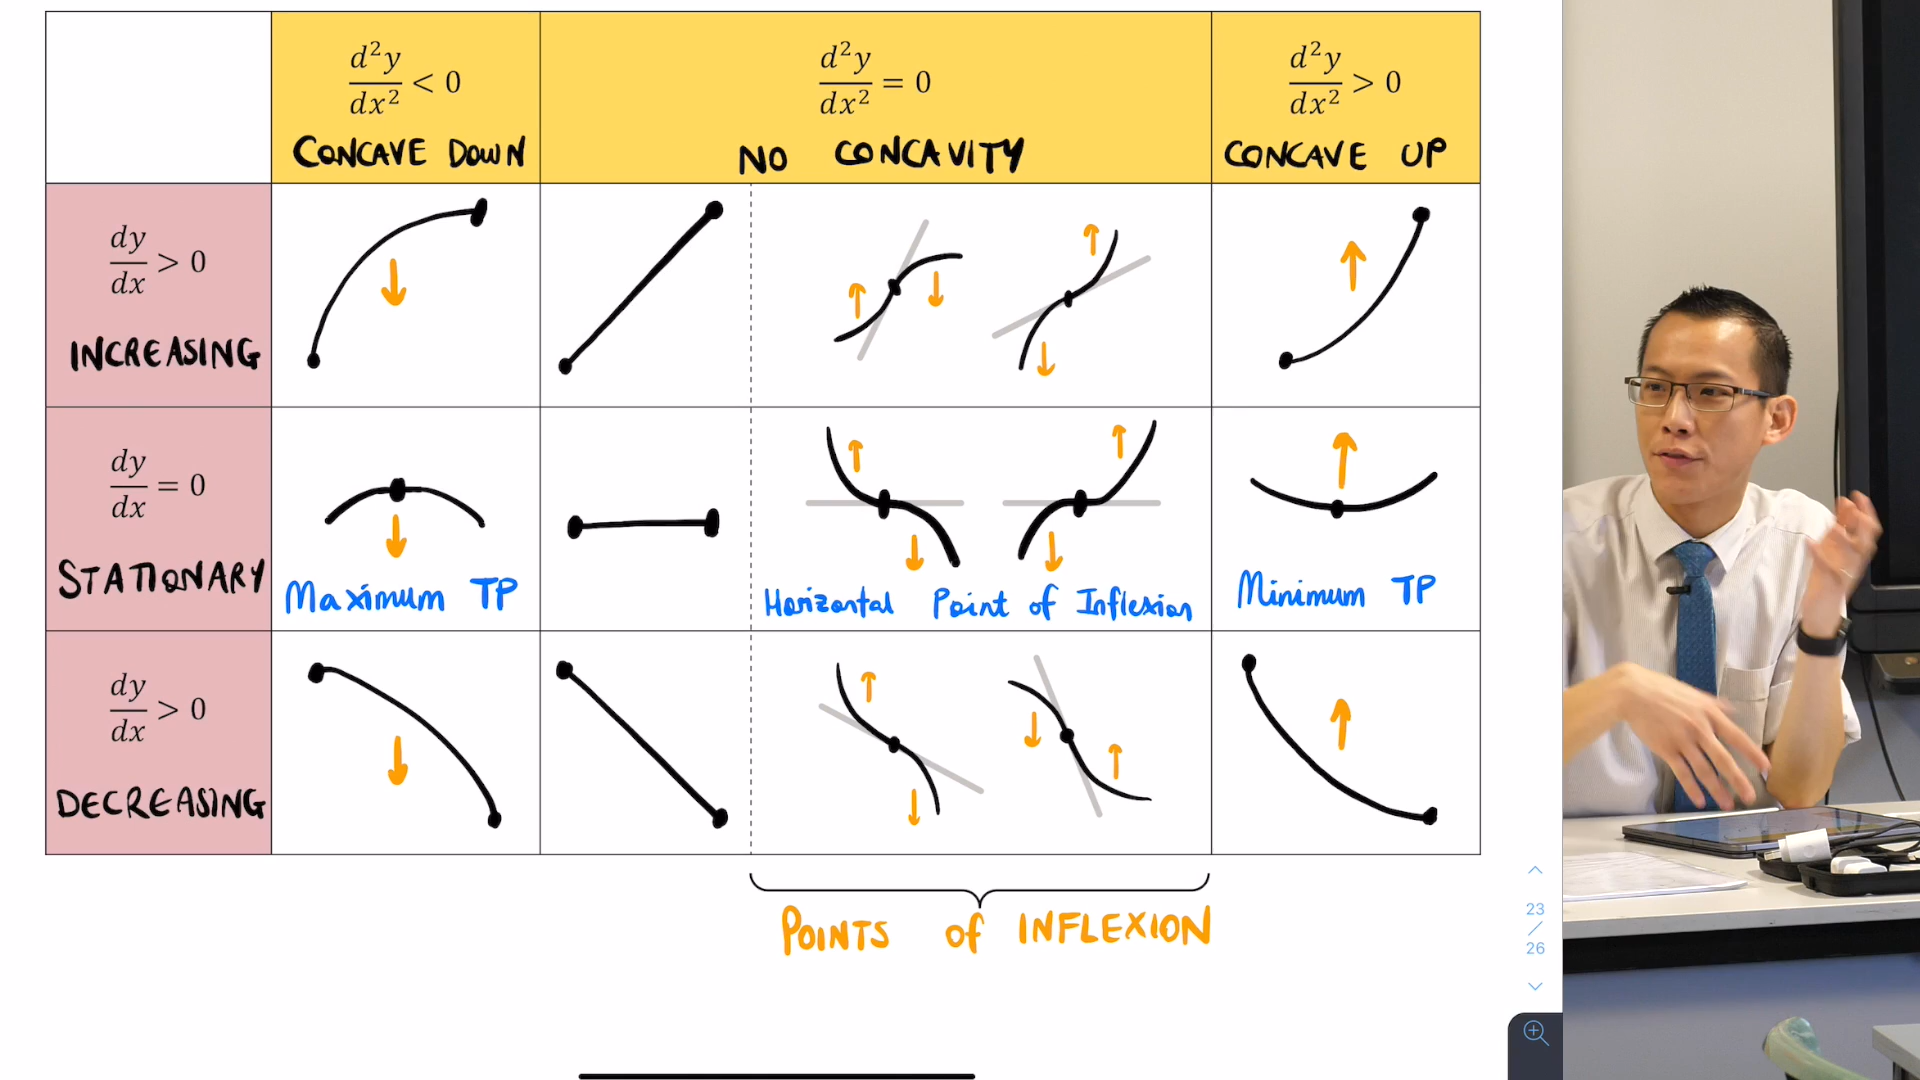 d²y/dx² < 0
CONCAVE DOWN
d²y/dx² = 0
NO CONCAVITY
d²y/dx² > 0
CONCAVE UP
dy/dx > 0
INCREASING
dy/dx = 0
STATIONARY
Maximum TP
Horizontal Point of Inflexion
Minimum TP
dy/dx > 0
DECREASING
POINTS of INFLEXION
23
/
26